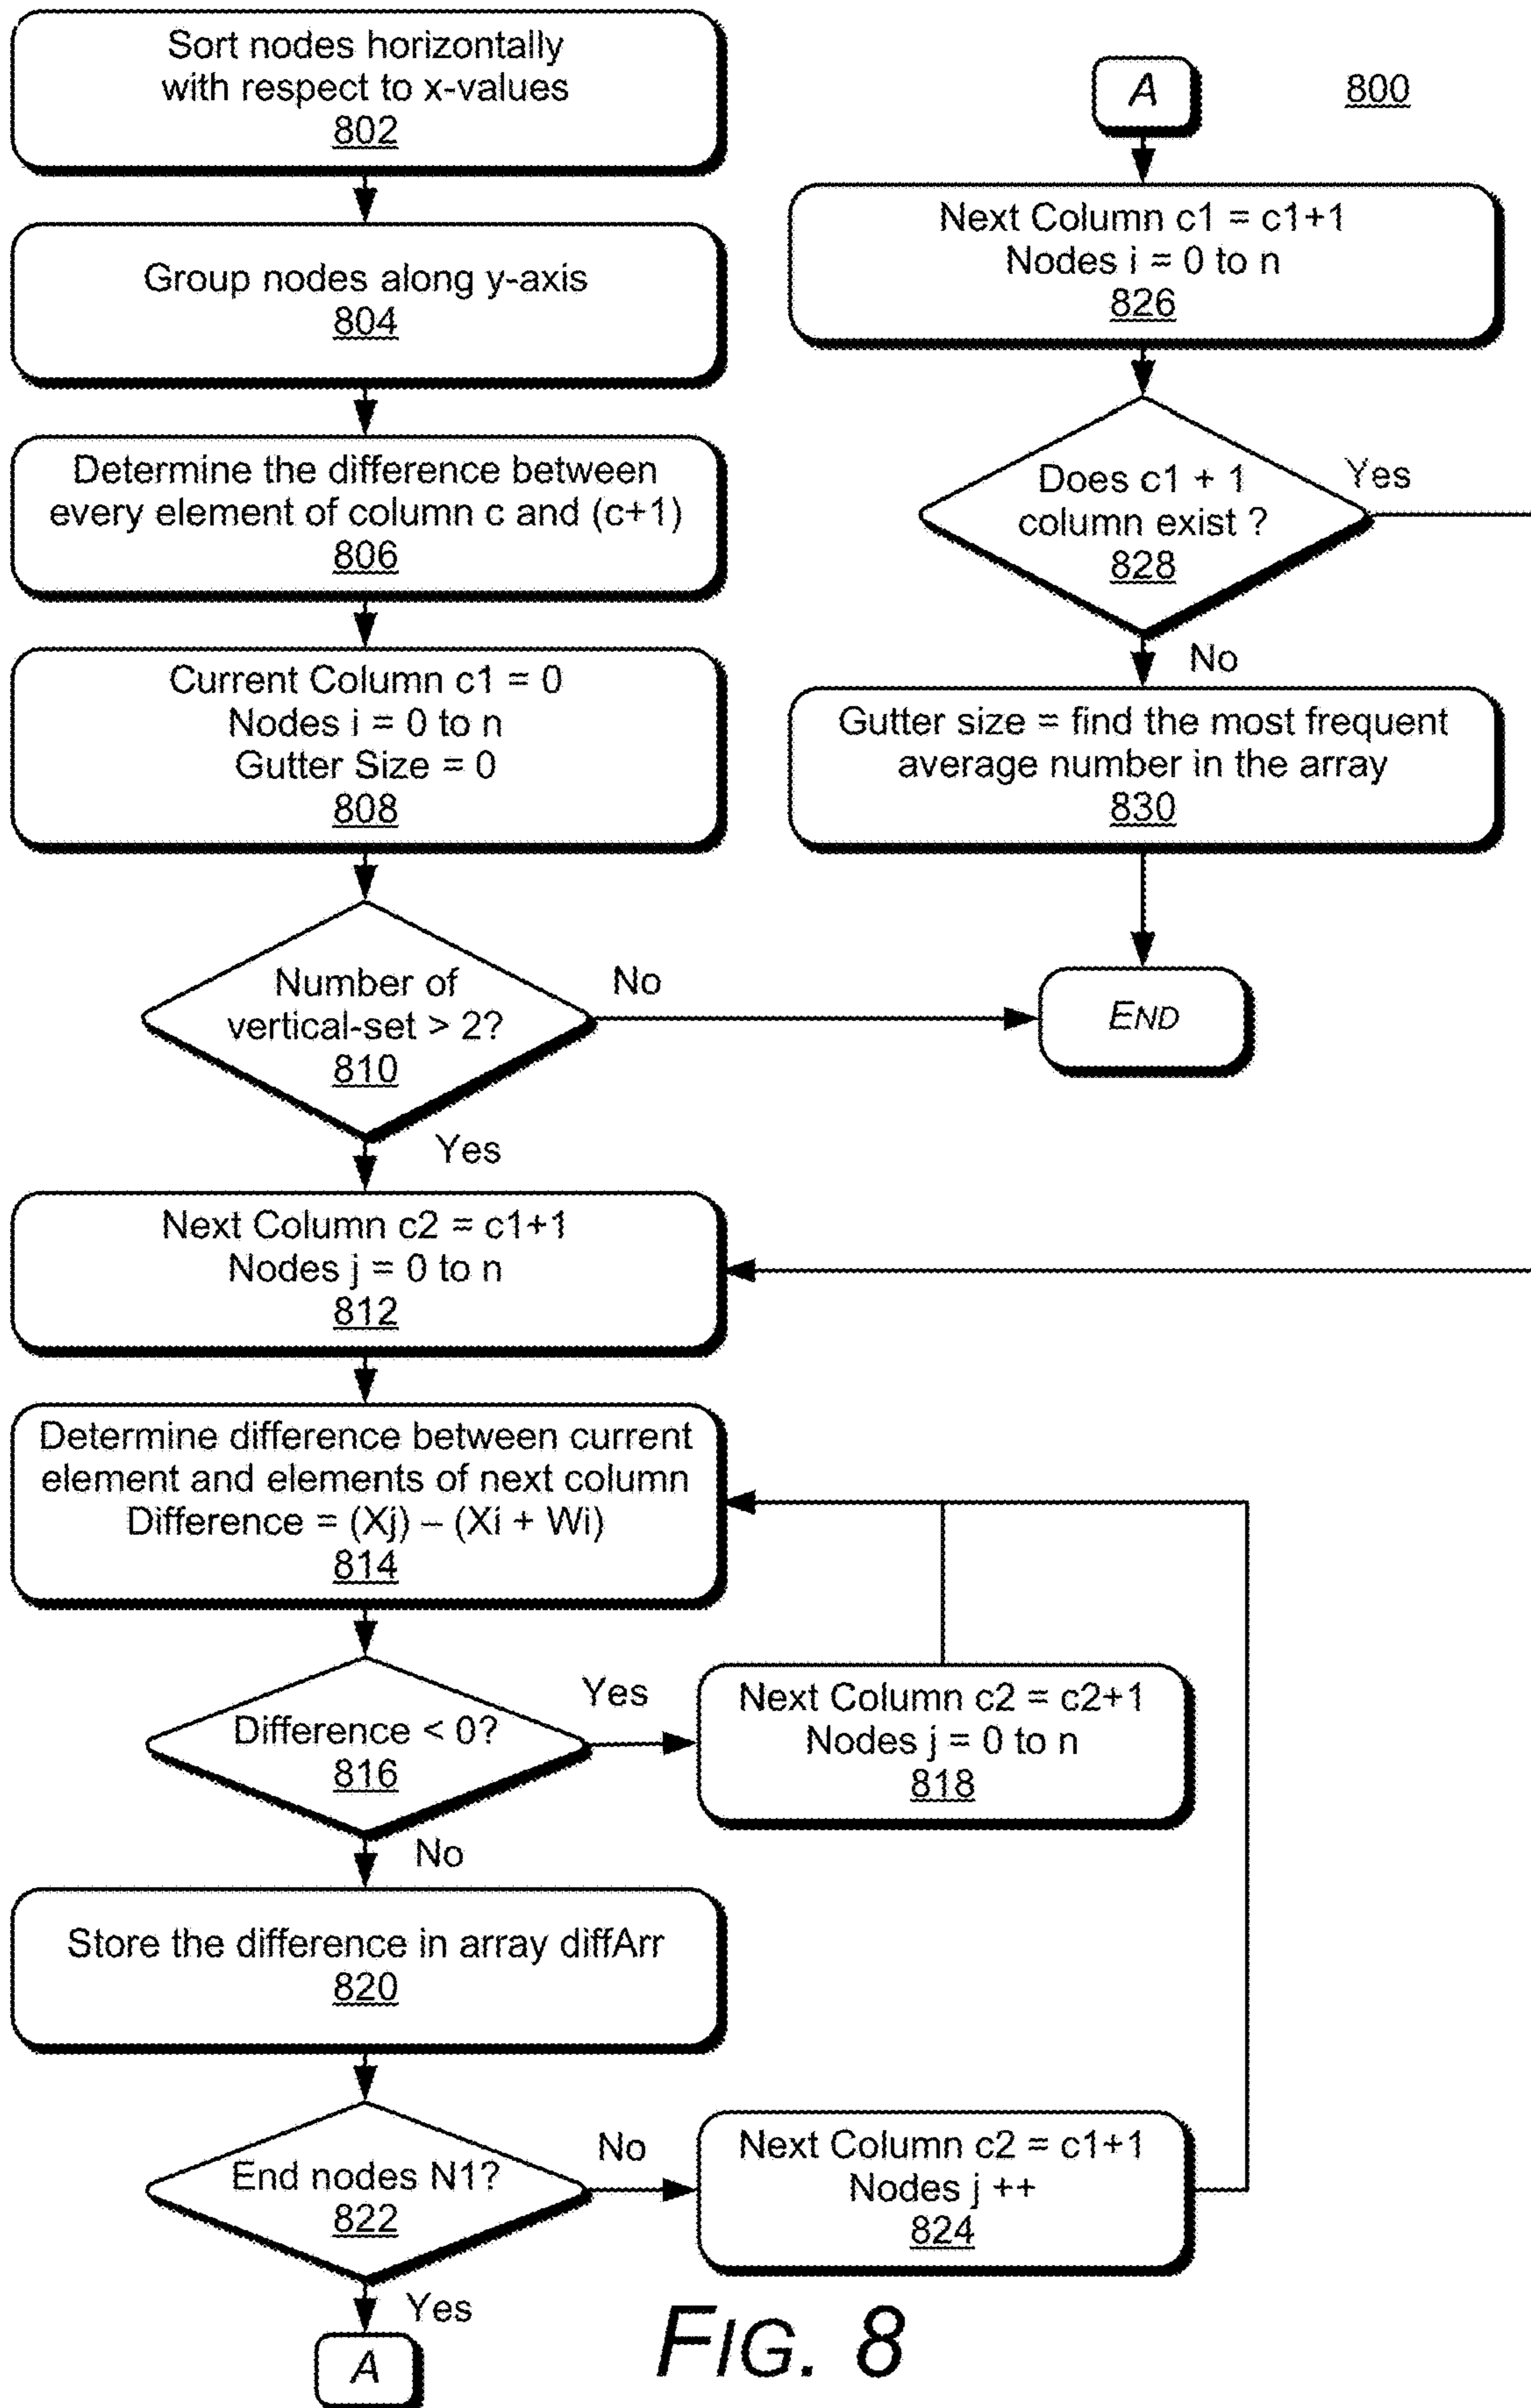 Sort nodes horizontally
with respect to x-values
802
Group nodes along y-axis
804
Determine the difference between
every element of column c and (c+1)
806
Current Column c1 = 0
Nodes i = 0 to n
Gutter Size = 0
808
Number of
vertical-set > 2?
810
No
Yes
Next Column c2 = c1+1
Nodes j = 0 to n
812
Determine difference between current
element and elements of next column
Difference = (Xj) – (Xi + Wi)
814
Difference < 0?
816
Yes
No
Next Column c2 = c2+1
Nodes j = 0 to n
818
Store the difference in array diffArr
820
End nodes N1?
822
No
Yes
Next Column c2 = c1+1
Nodes j ++
824
A
A
800
Next Column c1 = c1+1
Nodes i = 0 to n
826
Does c1 + 1
column exist ?
828
Yes
No
Gutter size = find the most frequent
average number in the array
830
END
FIG. 8